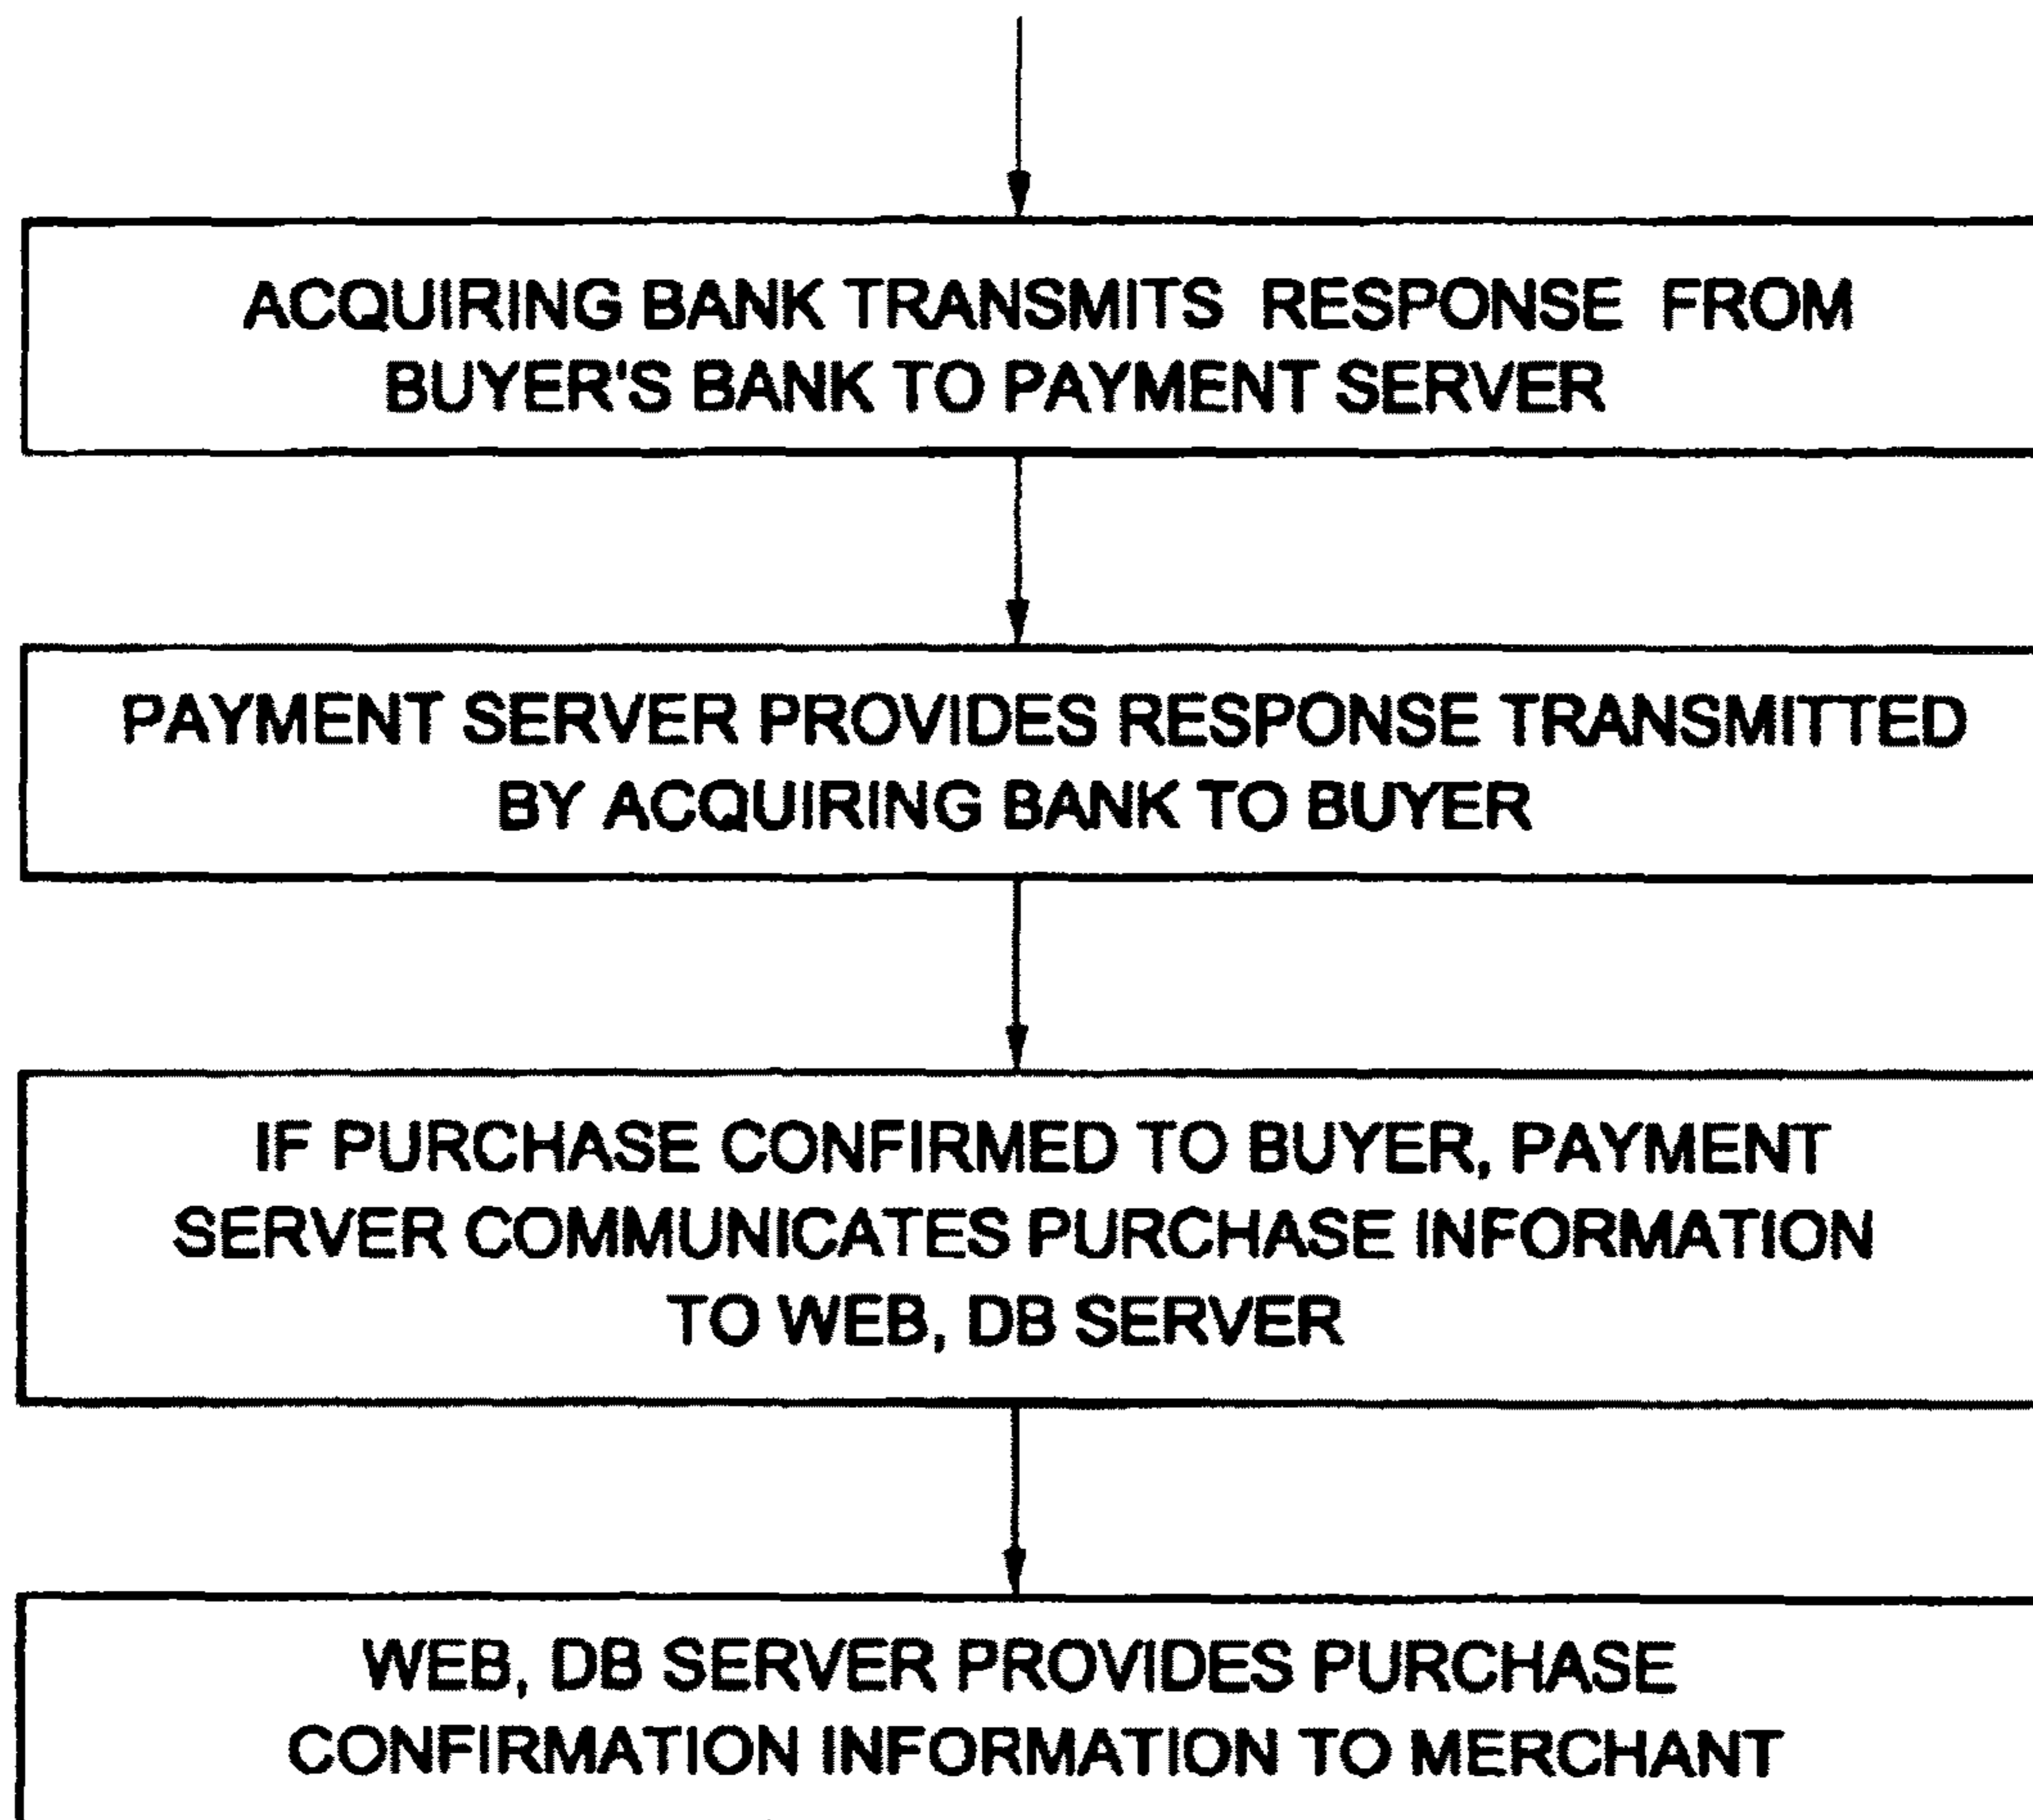 ACQUIRING BANK TRANSMITS RESPONSE FROM
BUYER'S BANK TO PAYMENT SERVER
PAYMENT SERVER PROVIDES RESPONSE TRANSMITTED
BY ACQUIRING BANK TO BUYER
IF PURCHASE CONFIRMED TO BUYER, PAYMENT
SERVER COMMUNICATES PURCHASE INFORMATION
TO WEB, DB SERVER
WEB, DB SERVER PROVIDES PURCHASE
CONFIRMATION INFORMATION TO MERCHANT